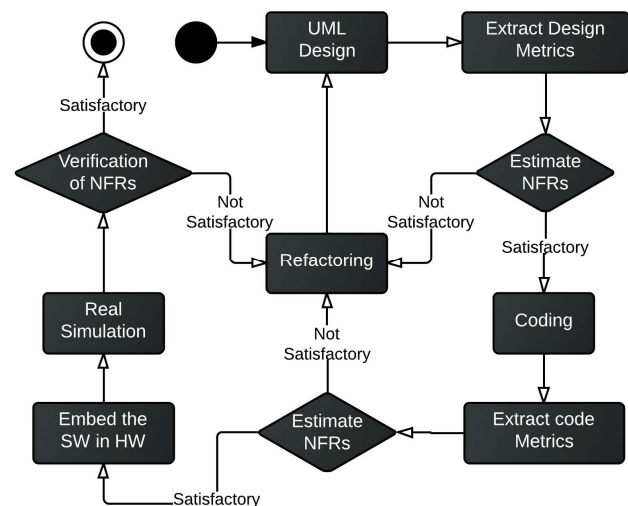 UML
Design
Extract Design
Metrics
Satisfactory
Verification
of NFRs
Estimate
NFRs
Not
Satisfactory
Not
Satisfactory
Satisfactory
Refactoring
Real
Simulation
Coding
Not
Satisfactory
Embed the
SW in HW
Estimate
NFRs
Extract code
Metrics
Satisfactory